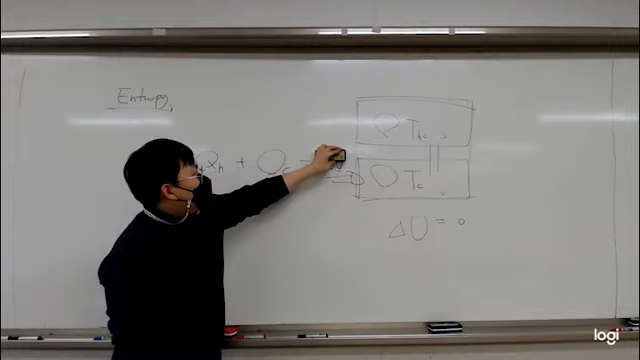 Entropy
Th
Qh + Qc
Tc
ΔU = 0
logi